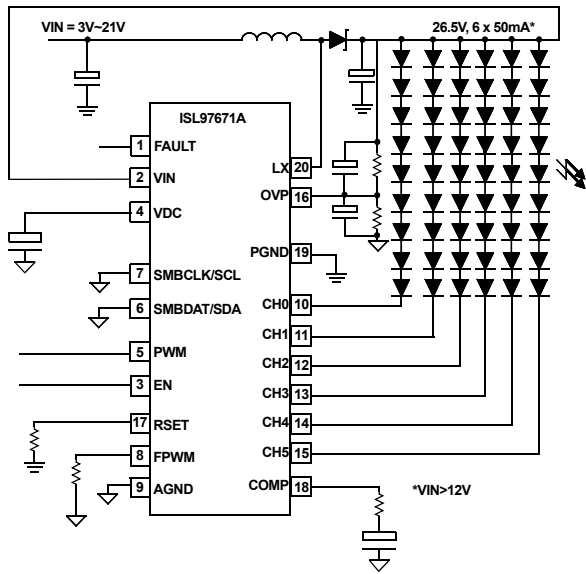 VIN = 3V~21V
26.5V, 6 x 50mA*
ISL97671A
1 FAULT
2 VIN
4 VDC
7 SMBCLK/SCL
6 SMBDAT/SDA
5 PWM
3 EN
17 RSET
8 FPWM
9 AGND
LX 20
OVP 16
PGND 19
CH0 10
CH1 11
CH2 12
CH3 13
CH4 14
CH5 15
COMP 18
*VIN>12V